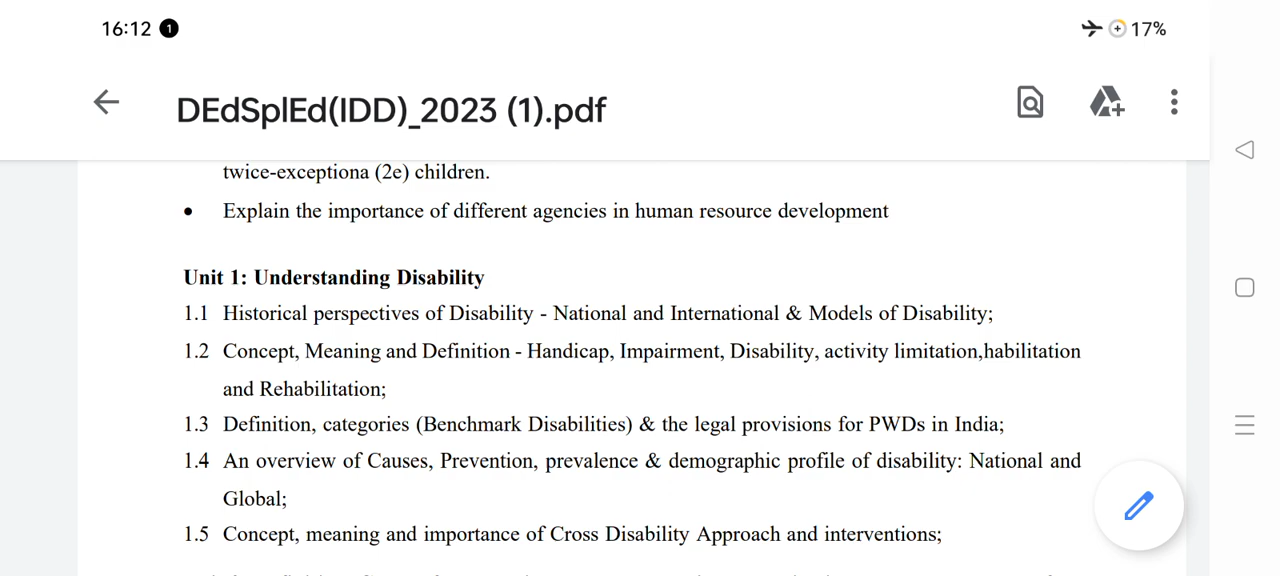 16:12 1
17%
DEdSplEd(IDD)_2023 (1).pdf
twice-exceptiona (2e) children.
• Explain the importance of different agencies in human resource development
Unit 1: Understanding Disability
1.1 Historical perspectives of Disability - National and International & Models of Disability;
1.2 Concept, Meaning and Definition - Handicap, Impairment, Disability, activity limitation,habilitation
and Rehabilitation;
1.3 Definition, categories (Benchmark Disabilities) & the legal provisions for PWDs in India;
1.4 An overview of Causes, Prevention, prevalence & demographic profile of disability: National and
Global;
1.5 Concept, meaning and importance of Cross Disability Approach and interventions;